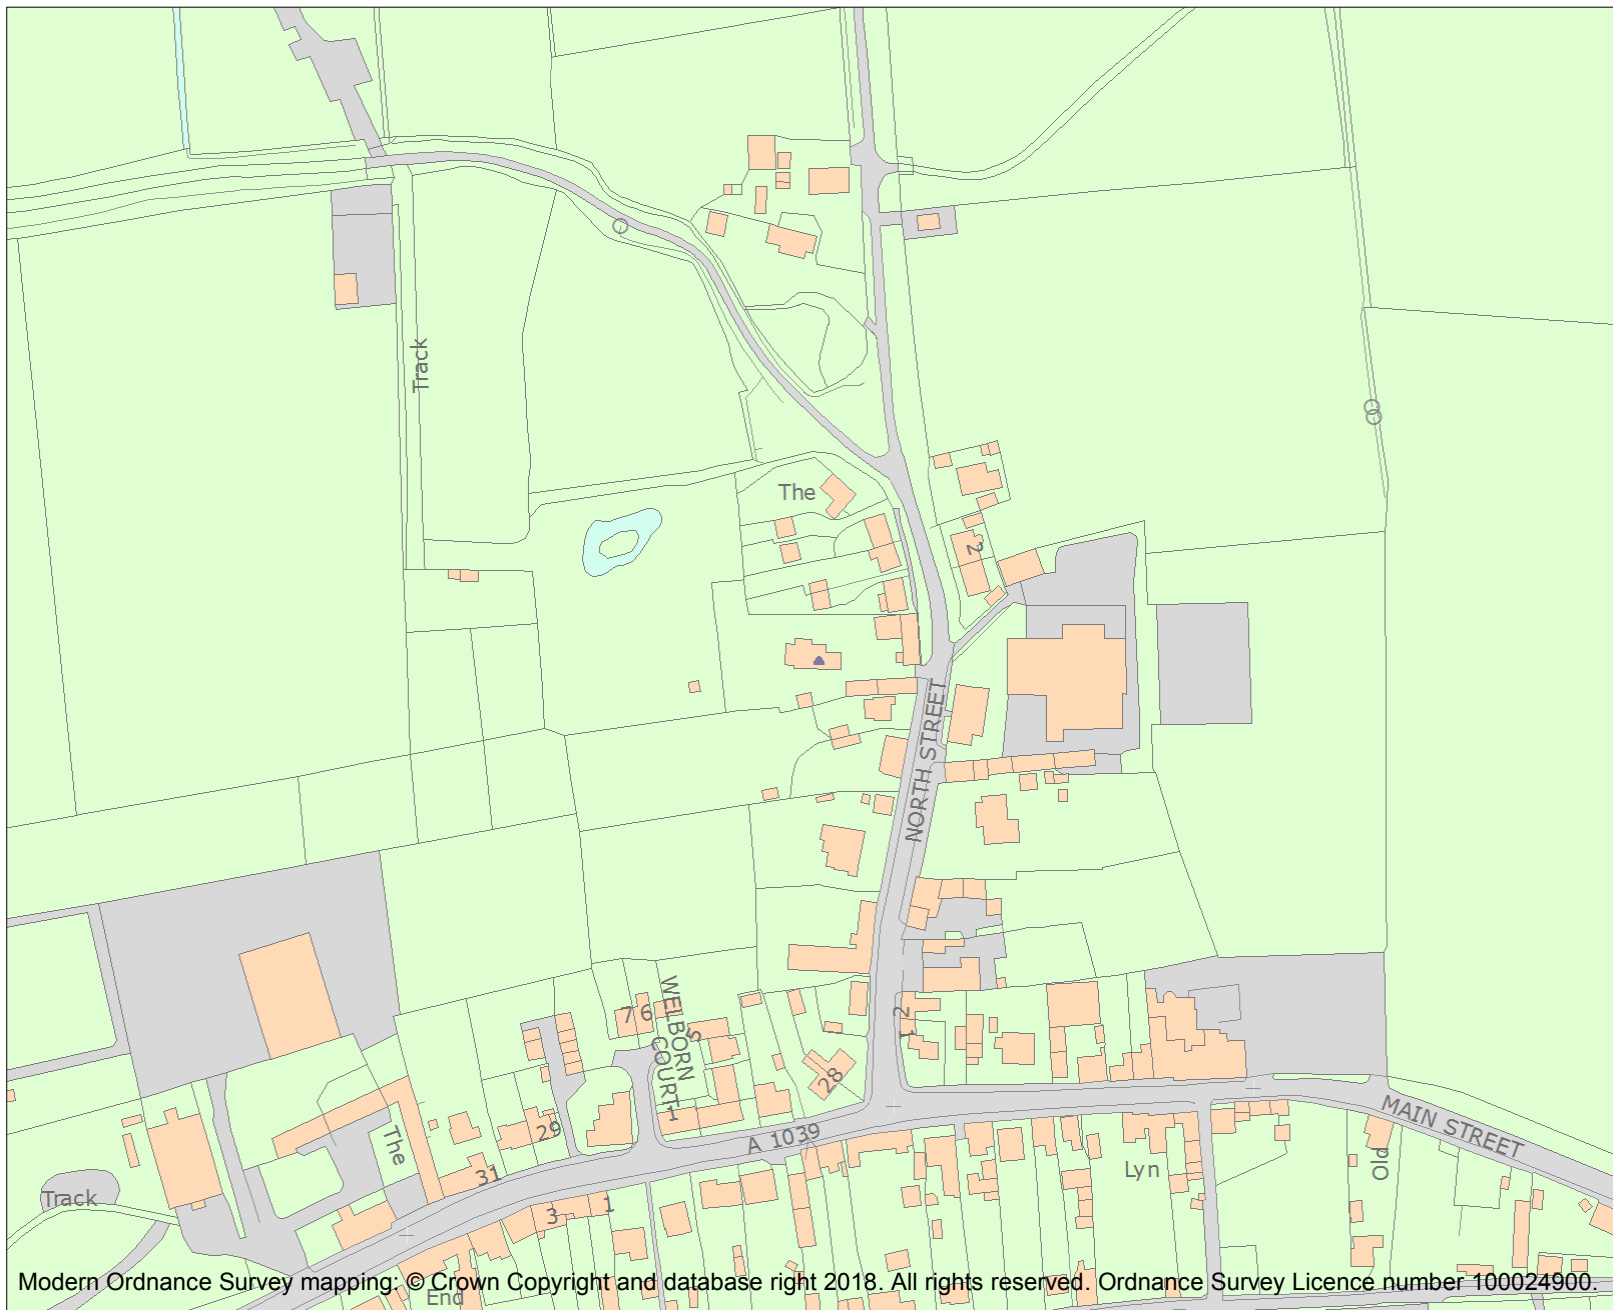 Track
The
2
NORTH STREET
7 6
WELBORN
COURT
5
2
1
28
1
A 1039
MAIN STREET
The
29
31
Lyn
Old
Track
3
1
End
Modern Ordnance Survey mapping: © Crown Copyright and database right 2018. All rights reserved. Ordnance Survey Licence number 100024900.